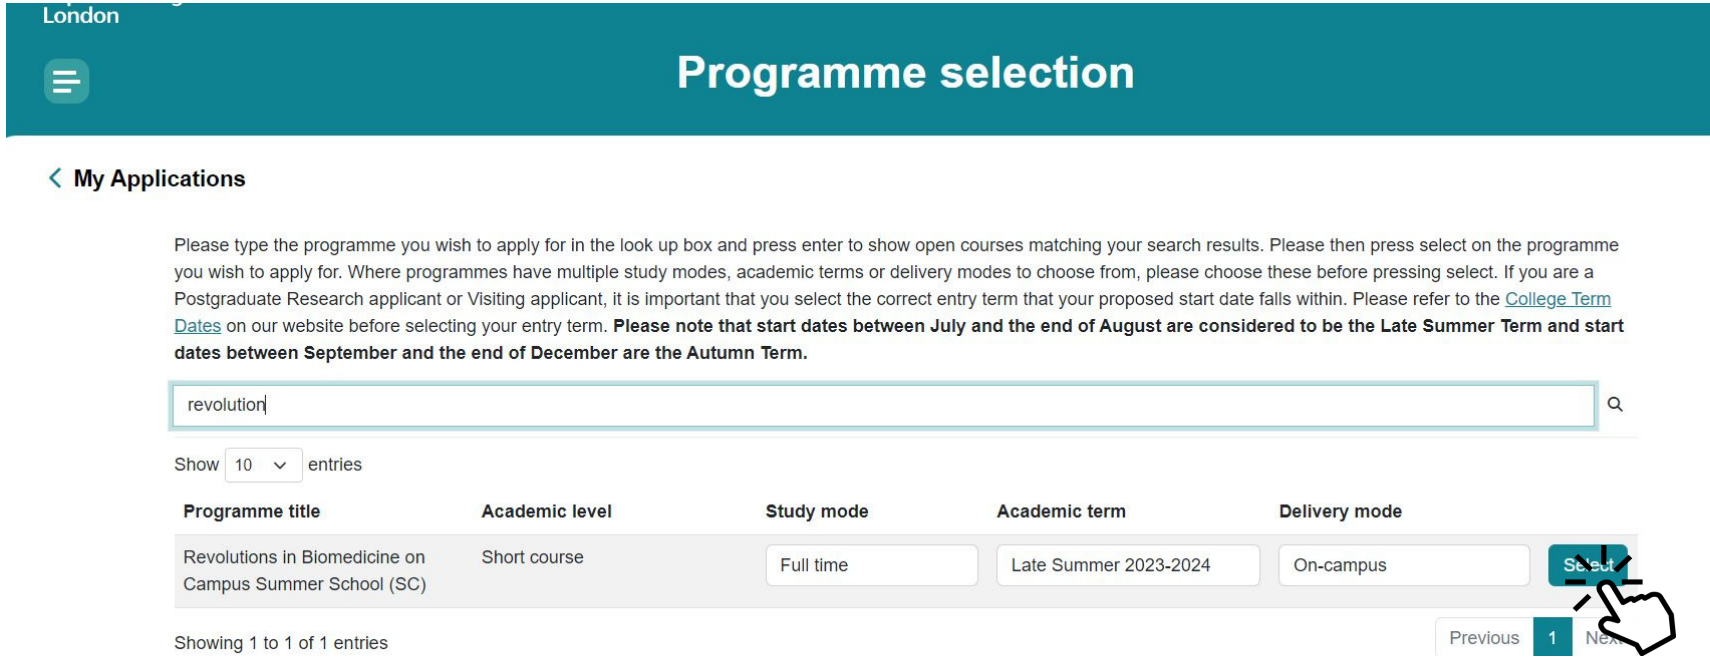 London
Programme selection
My Applications
Please type the programme you wish to apply for in the look up box and press enter to show open courses matching your search results. Please then press select on the programme
you wish to apply for. Where programmes have multiple study modes, academic terms or delivery modes to choose from, please choose these before pressing select. If you are a
Postgraduate Research applicant or Visiting applicant, it is important that you select the correct entry term that your proposed start date falls within. Please refer to the College Term
Dates on our website before selecting your entry term. Please note that start dates between July and the end of August are considered to be the Late Summer Term and start
dates between September and the end of December are the Autumn Term.
revolution
Show 10 entries
Programme title Academic level Study mode Academic term Delivery mode
Revolutions in Biomedicine on Short course
Full time Late Summer 2023-2024 On-campus Select
Campus Summer School (SC)
Showing 1 to 1 of 1 entries
Previous 1 Next